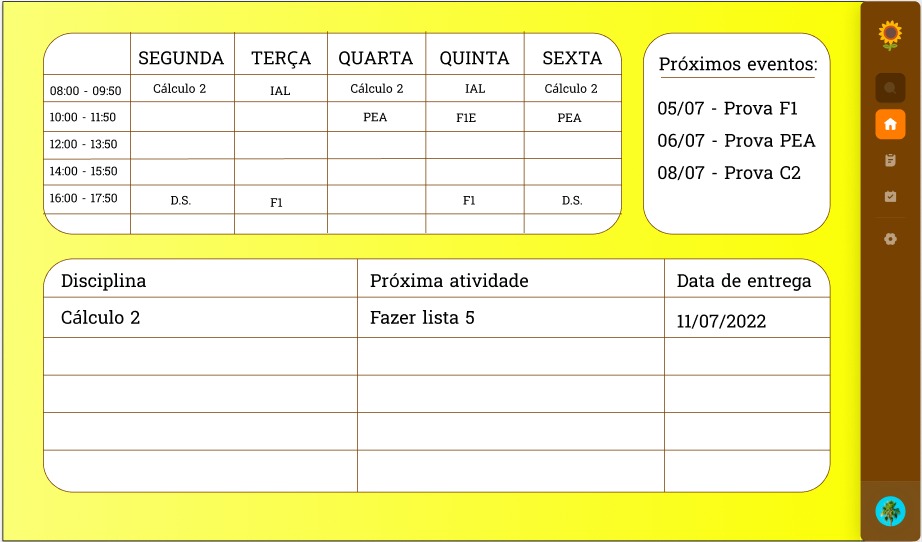 SEGUNDA TERÇA QUARTA QUINTA SEXTA
08:00 - 09:50 Cálculo 2 IAL Cálculo 2 IAL Cálculo 2
10:00 - 11:50 PEA F1E PEA
12:00 - 13:50
14:00 - 15:50
16:00 - 17:50 D.S. F1 F1 D.S.
Próximos eventos:
05/07 - Prova F1
06/07 - Prova PEA
08/07 - Prova C2
Disciplina Próxima atividade Data de entrega
Cálculo 2 Fazer lista 5 11/07/2022